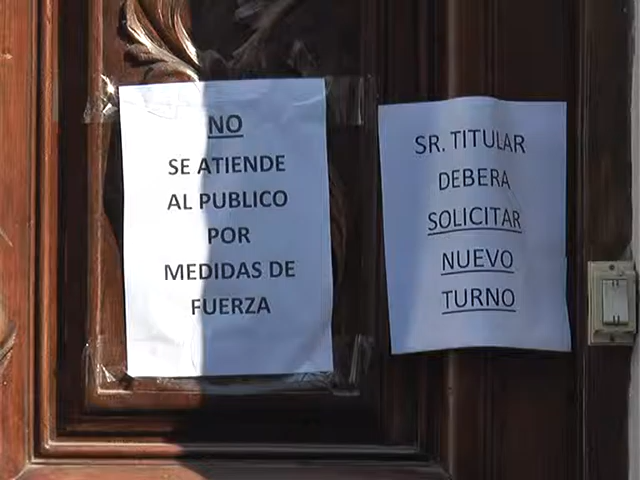 NO
SE ATIENDE
AL PUBLICO
POR
MEDIDAS DE
FUERZA
SR. TITULAR
DEBERA
SOLICITAR
NUEVO
TURNO